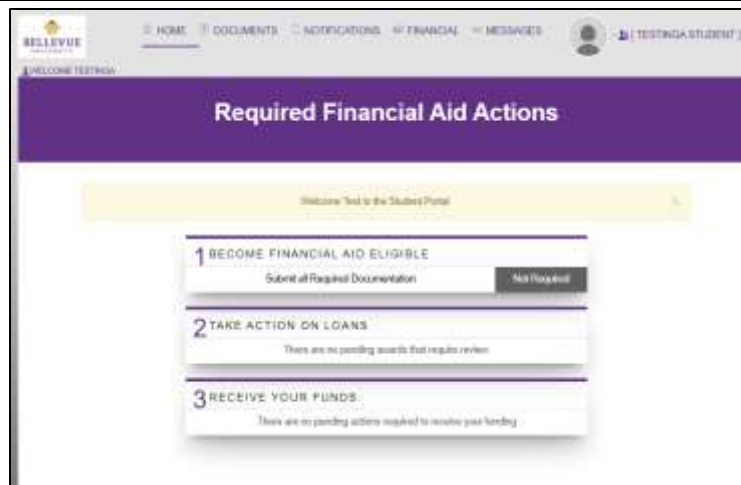 BELLEVUE
UNIVERSITY
HOME DOCUMENTS NOTIFICATIONS FINANCIAL MESSAGES
[ TESTINGA STUDENT ]
WELCOME TESTINGA
Required Financial Aid Actions
Welcome Test to the Student Portal
1 BECOME FINANCIAL AID ELIGIBLE
Submit all Required Documentation Not Required
2 TAKE ACTION ON LOANS
There are no pending awards that require review
3 RECEIVE YOUR FUNDS
There are no pending actions required to receive your funding